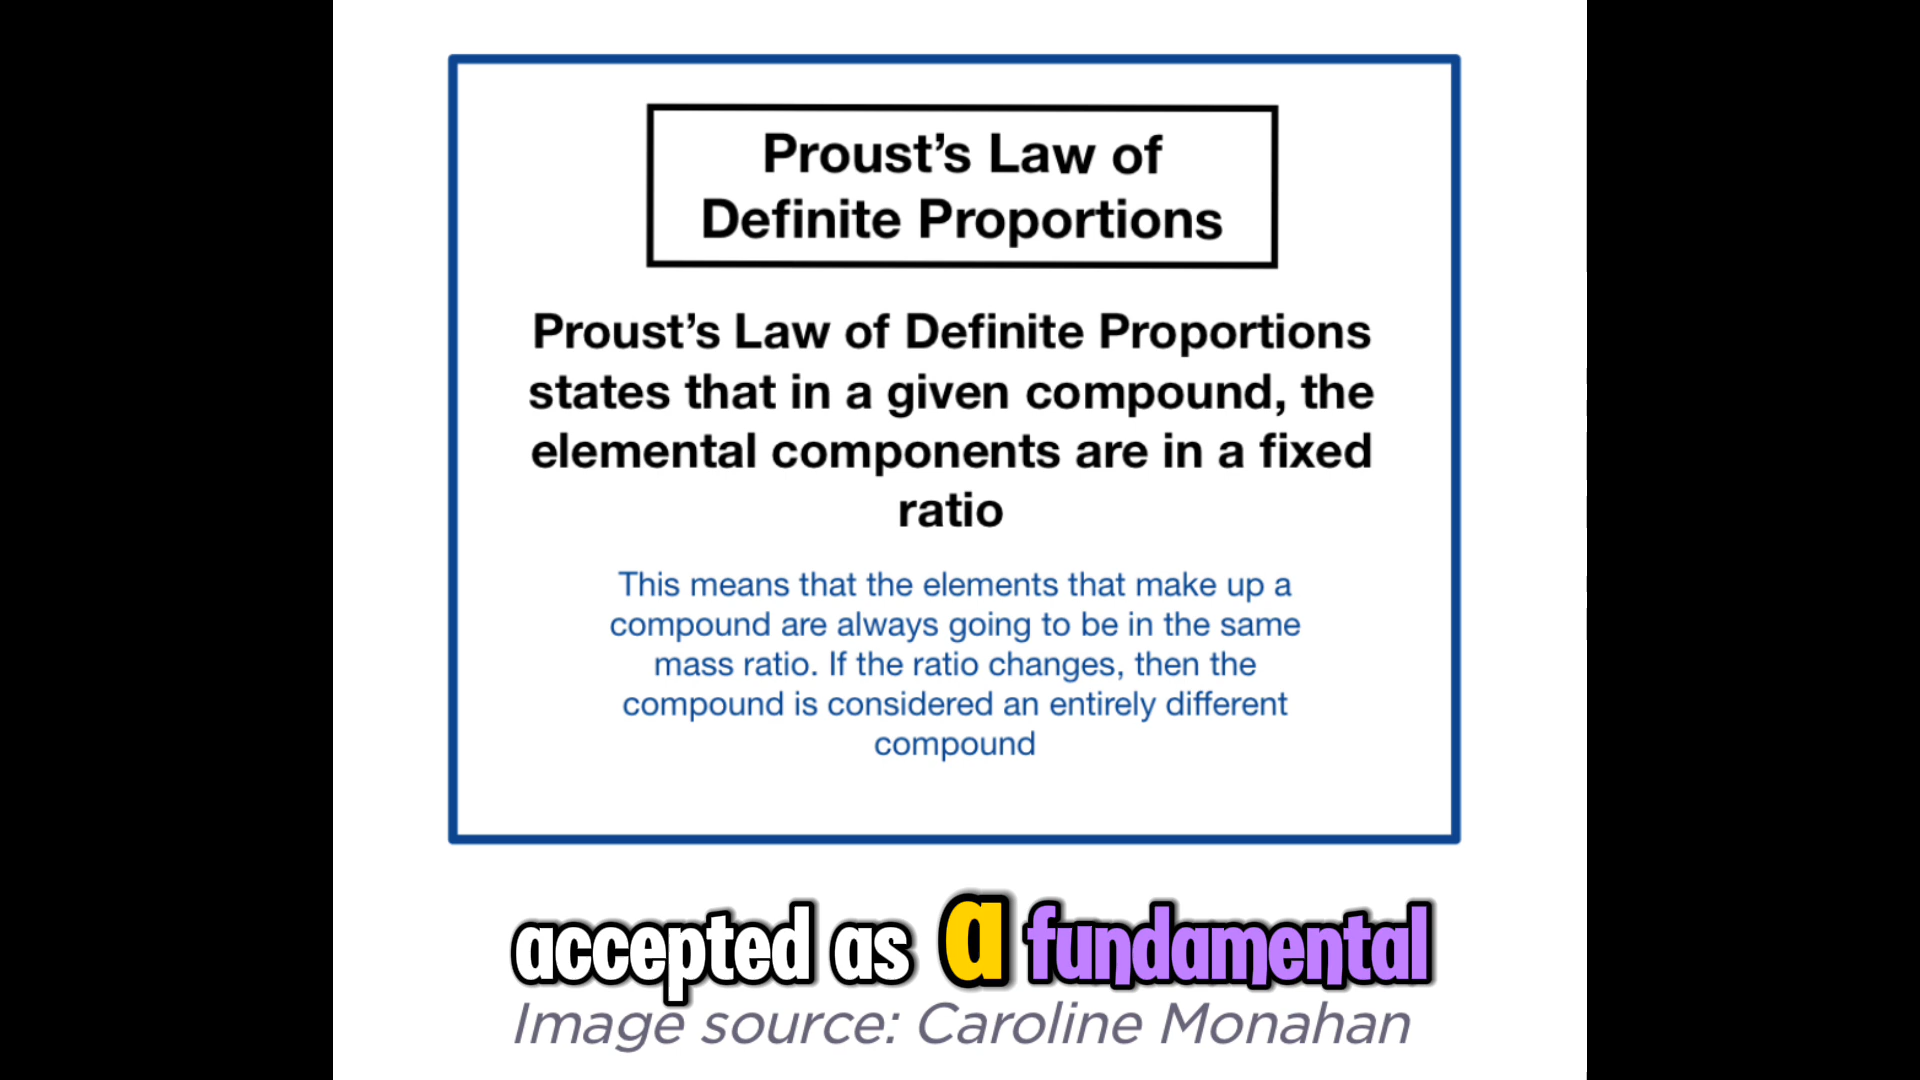 Proust’s Law of
Definite Proportions
Proust’s Law of Definite Proportions
states that in a given compound, the
elemental components are in a fixed
ratio
This means that the elements that make up a
compound are always going to be in the same
mass ratio. If the ratio changes, then the
compound is considered an entirely different
compound
accepted as a fundamental
Image source: Caroline Monahan